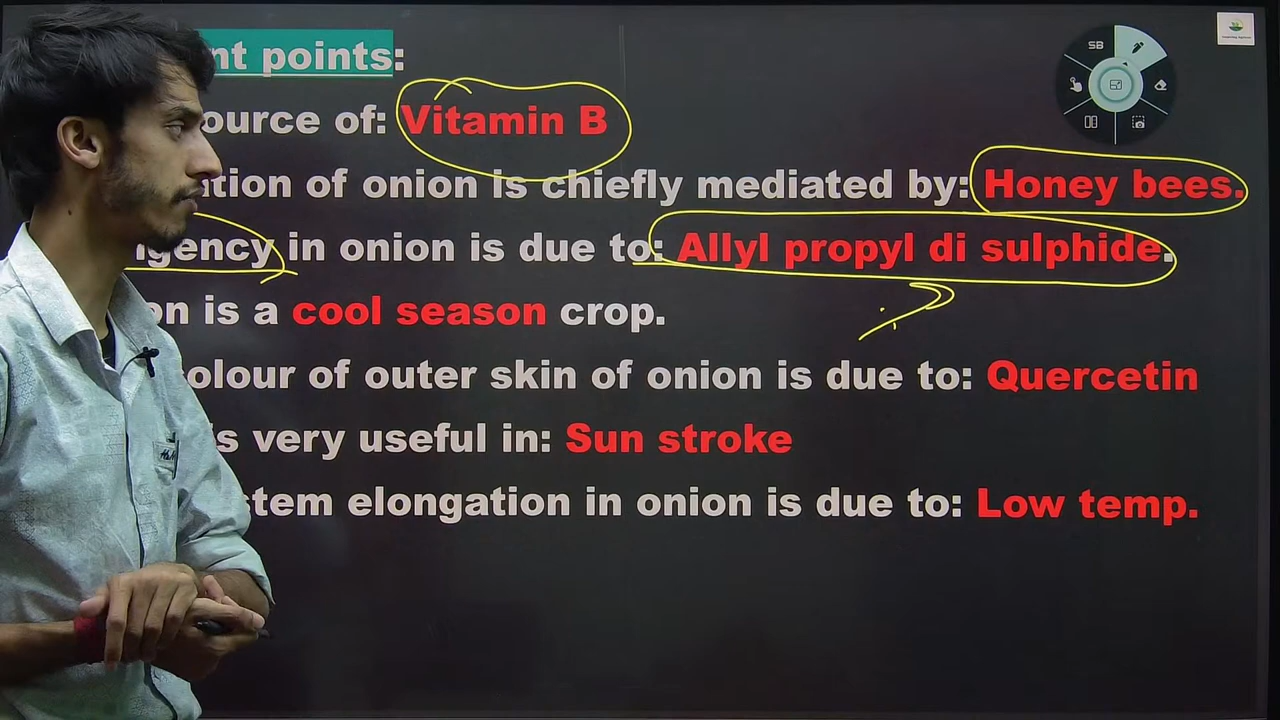 nt points:
ource of: Vitamin B
tion of onion is chiefly mediated by: Honey bees.
gency in onion is due to: Allyl propyl di sulphide.
on is a cool season crop.
olour of outer skin of onion is due to: Quercetin
is very useful in: Sun stroke
stem elongation in onion is due to: Low temp.
SB